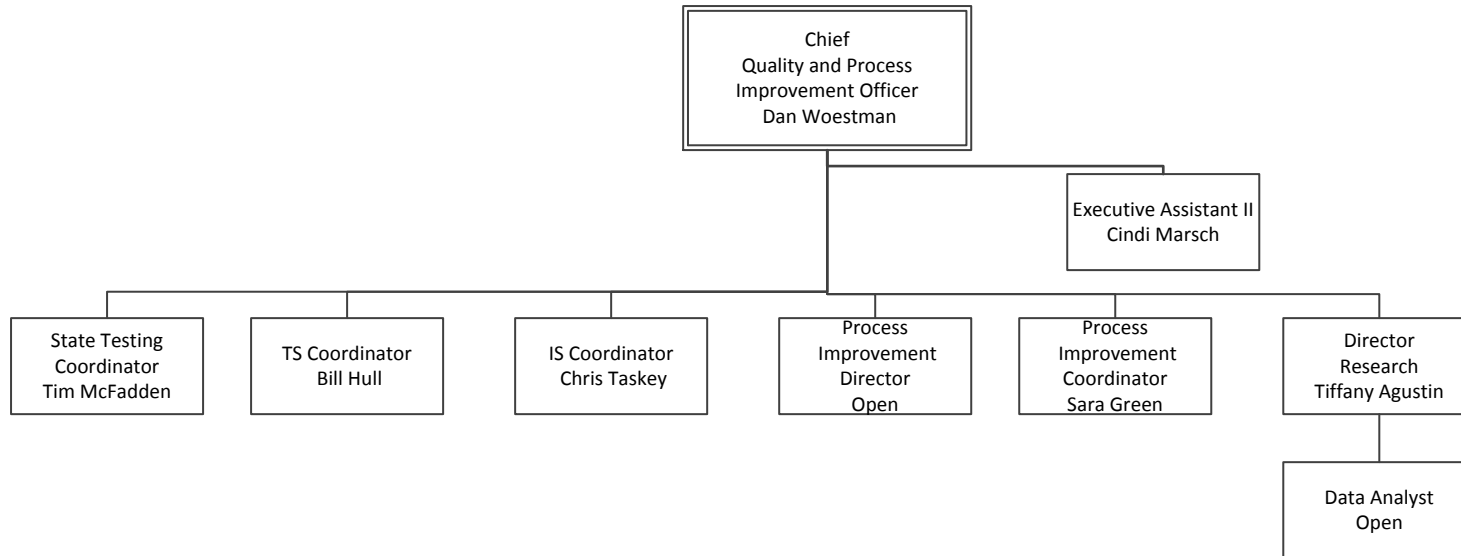 Chief
Quality and Process
Improvement Officer
Dan Woestman
Executive Assistant II
Cindi Marsch
State Testing
Coordinator
Tim McFadden
TS Coordinator
Bill Hull
IS Coordinator
Chris Taskey
Process
Improvement
Director
Open
Process
Improvement
Coordinator
Sara Green
Director
Research
Tiffany Agustin
Data Analyst
Open